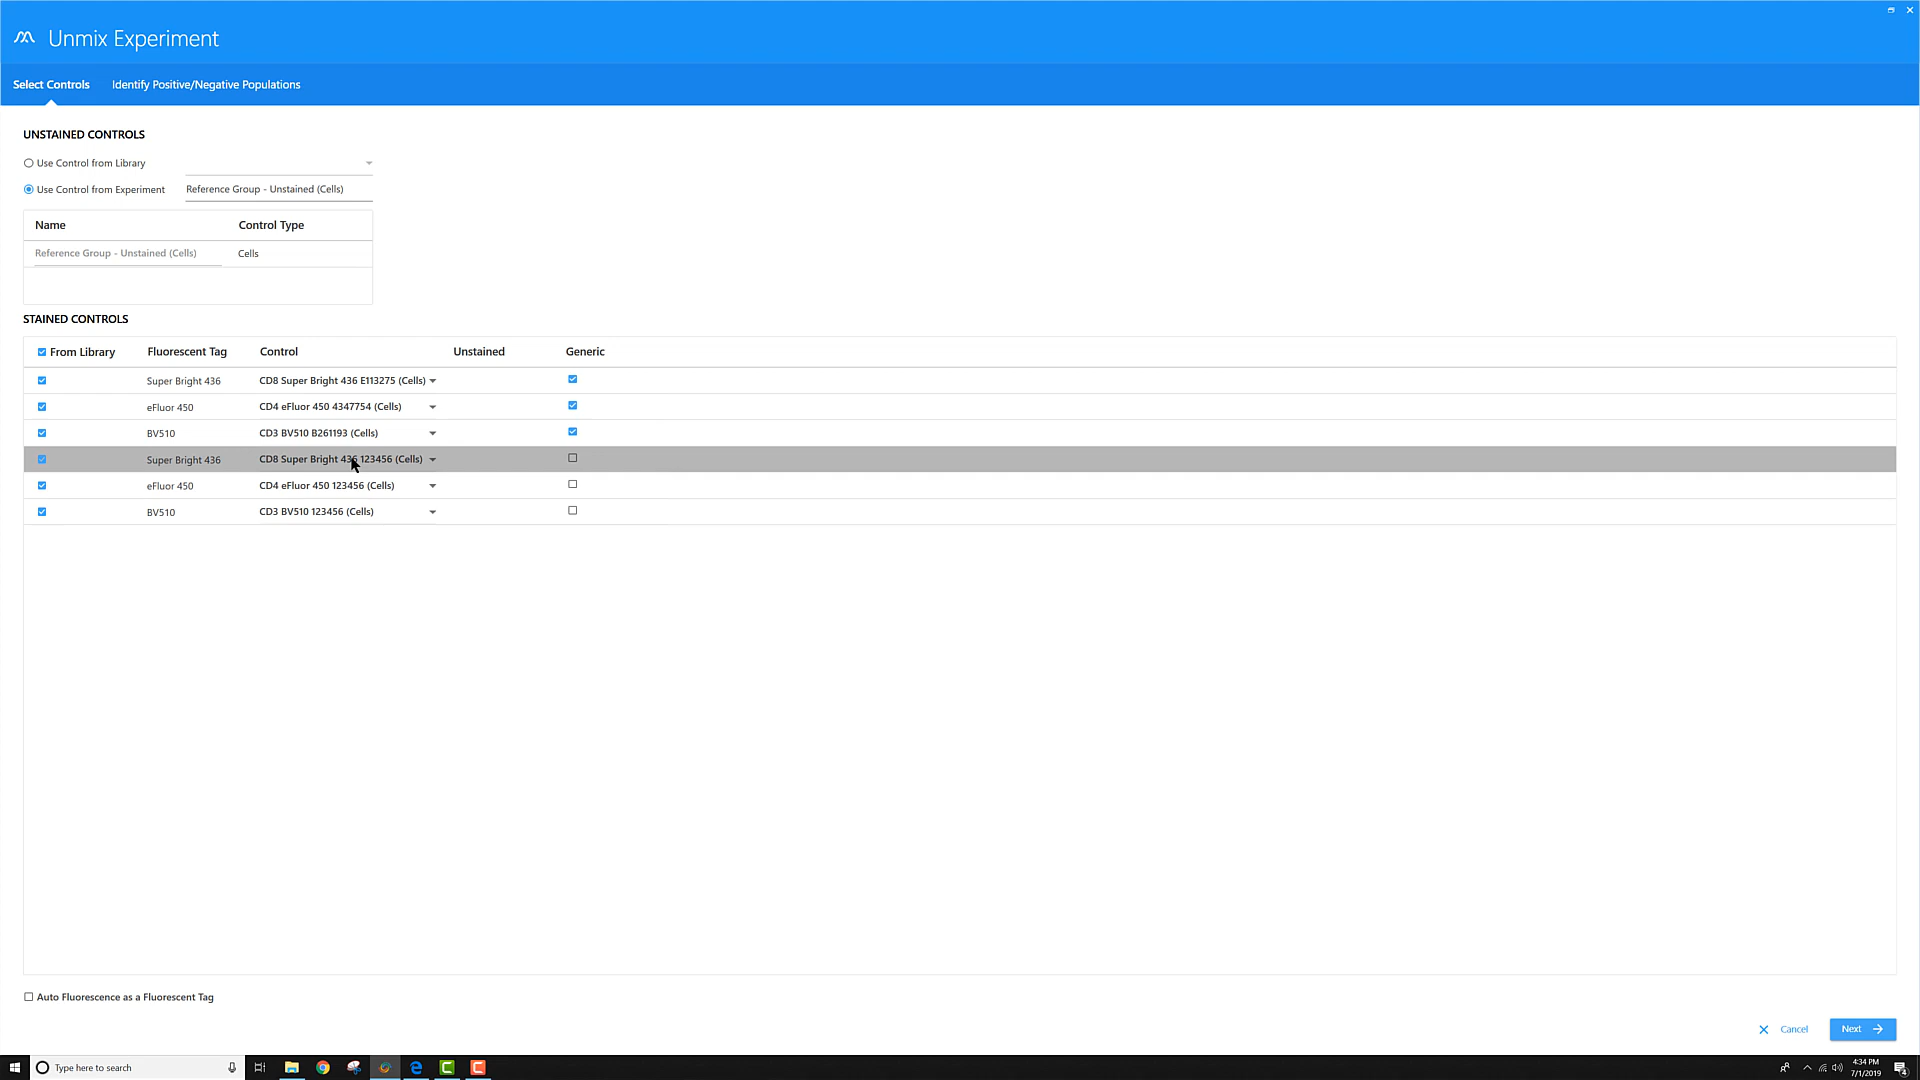 Unmix Experiment
Select Controls Identify Positive/Negative Populations
UNSTAINED CONTROLS
Use Control from Library
Use Control from Experiment Reference Group - Unstained (Cells)
Name Control Type
Reference Group - Unstained (Cells) Cells
STAINED CONTROLS
From Library Fluorescent Tag Control Unstained Generic
Super Bright 436 CD8 Super Bright 436 E113275 (Cells)
eFluor 450 CD4 eFluor 450 4347754 (Cells)
BV510 CD3 BV510 B261193 (Cells)
Super Bright 436 CD8 Super Bright 436 123456 (Cells)
eFluor 450 CD4 eFluor 450 123456 (Cells)
BV510 CD3 BV510 123456 (Cells)
Auto Fluorescence as a Fluorescent Tag
Cancel Next
Type here to search
4:34 PM
7/1/2019
4